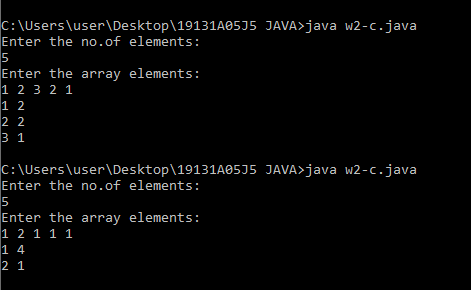 C:\Users\user\Desktop\19131A05J5 JAVA>java w2-c.java
Enter the no.of elements:
5
Enter the array elements:
1 2 3 2 1
1 2
2 2
3 1
C:\Users\user\Desktop\19131A05J5 JAVA>java w2-c.java
Enter the no.of elements:
5
Enter the array elements:
1 2 1 1 1
1 4
2 1